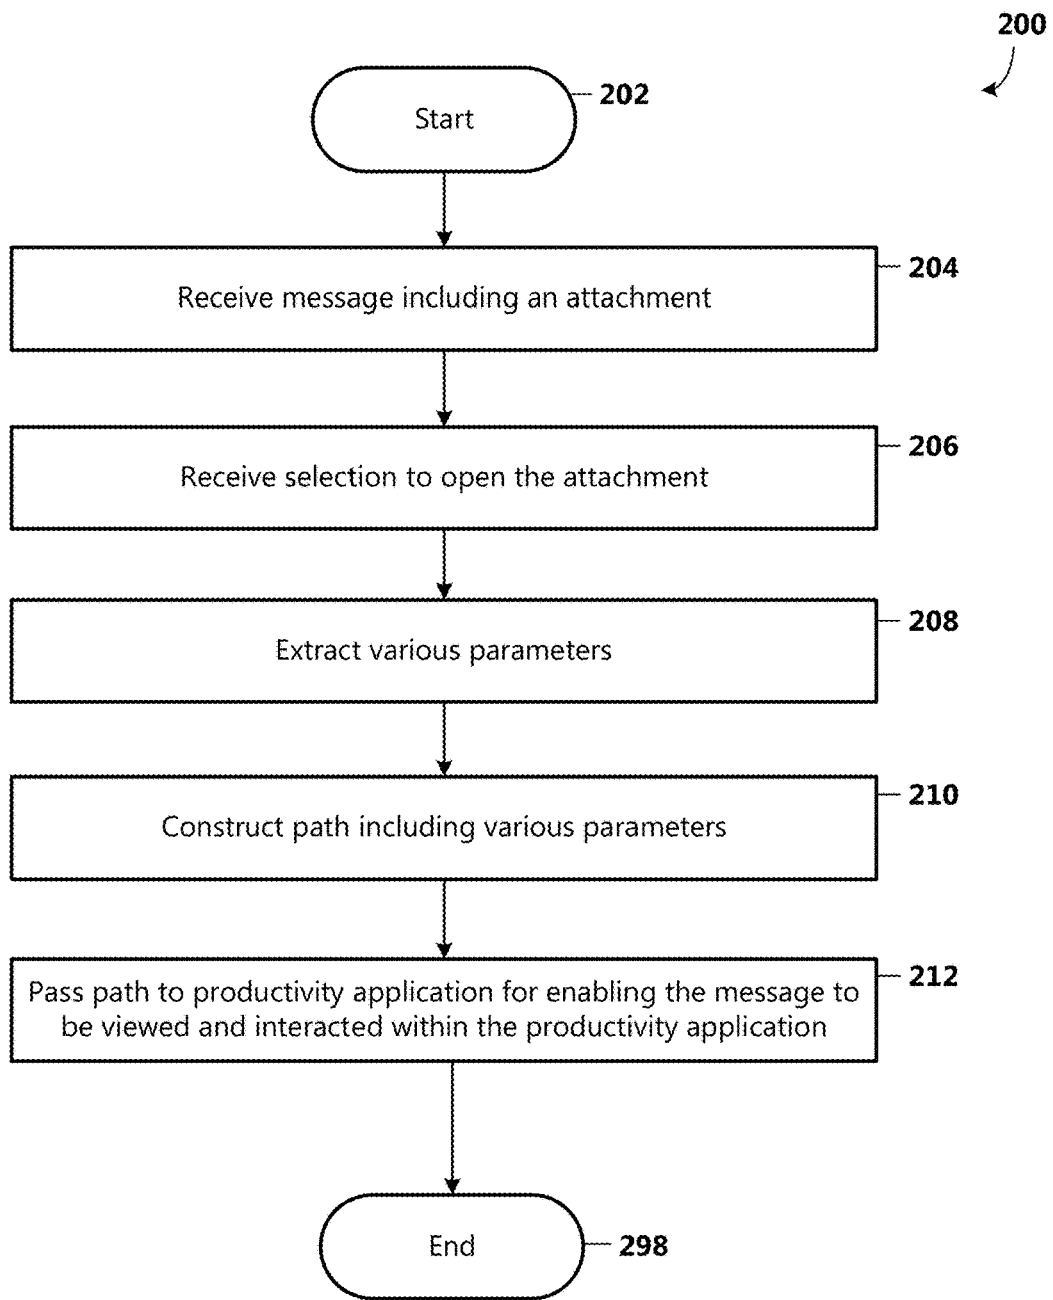 200
Start
202
Receive message including an attachment
204
Receive selection to open the attachment
206
Extract various parameters
208
Construct path including various parameters
210
Pass path to productivity application for enabling the message to
be viewed and interacted within the productivity application
212
End
298